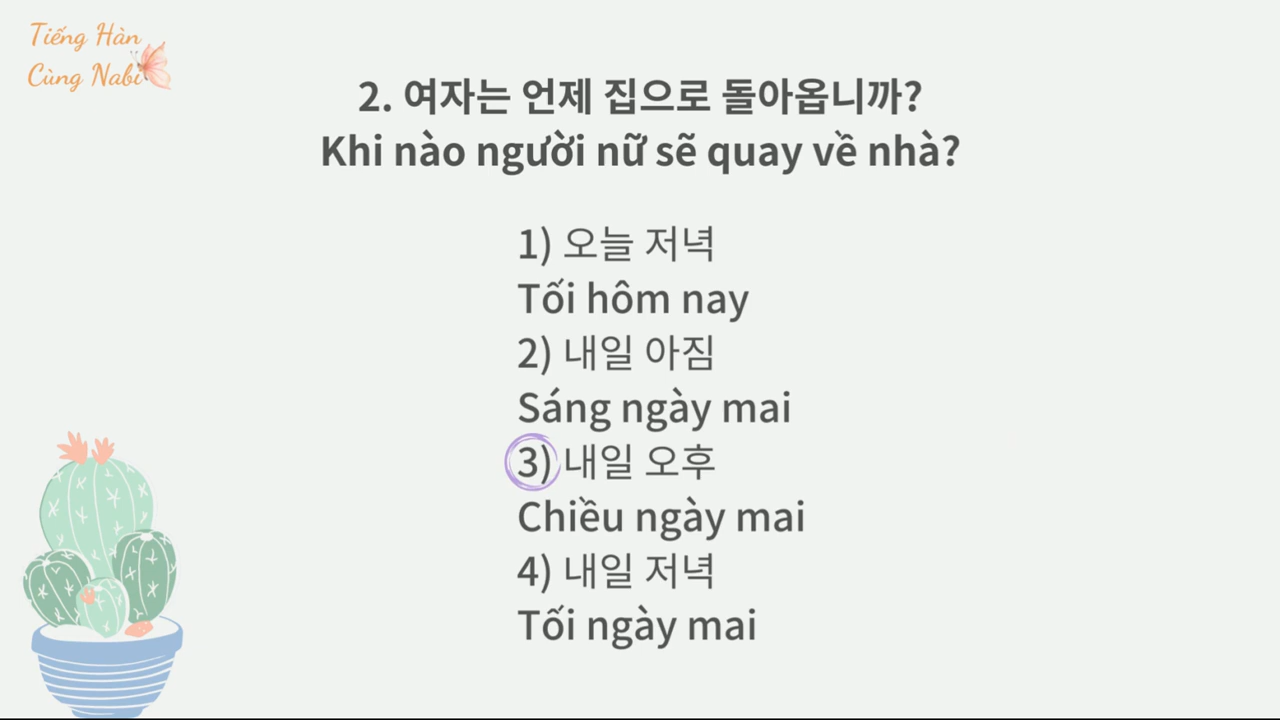 Tiếng Hàn
Cùng Nabi
2. 여자는 언제 집으로 돌아옵니까?
Khi nào người nữ sẽ quay về nhà?
1) 오늘 저녁
Tối hôm nay
2) 내일 아짐
Sáng ngày mai
3) 내일 오후
Chiều ngày mai
4) 내일 저녁
Tối ngày mai